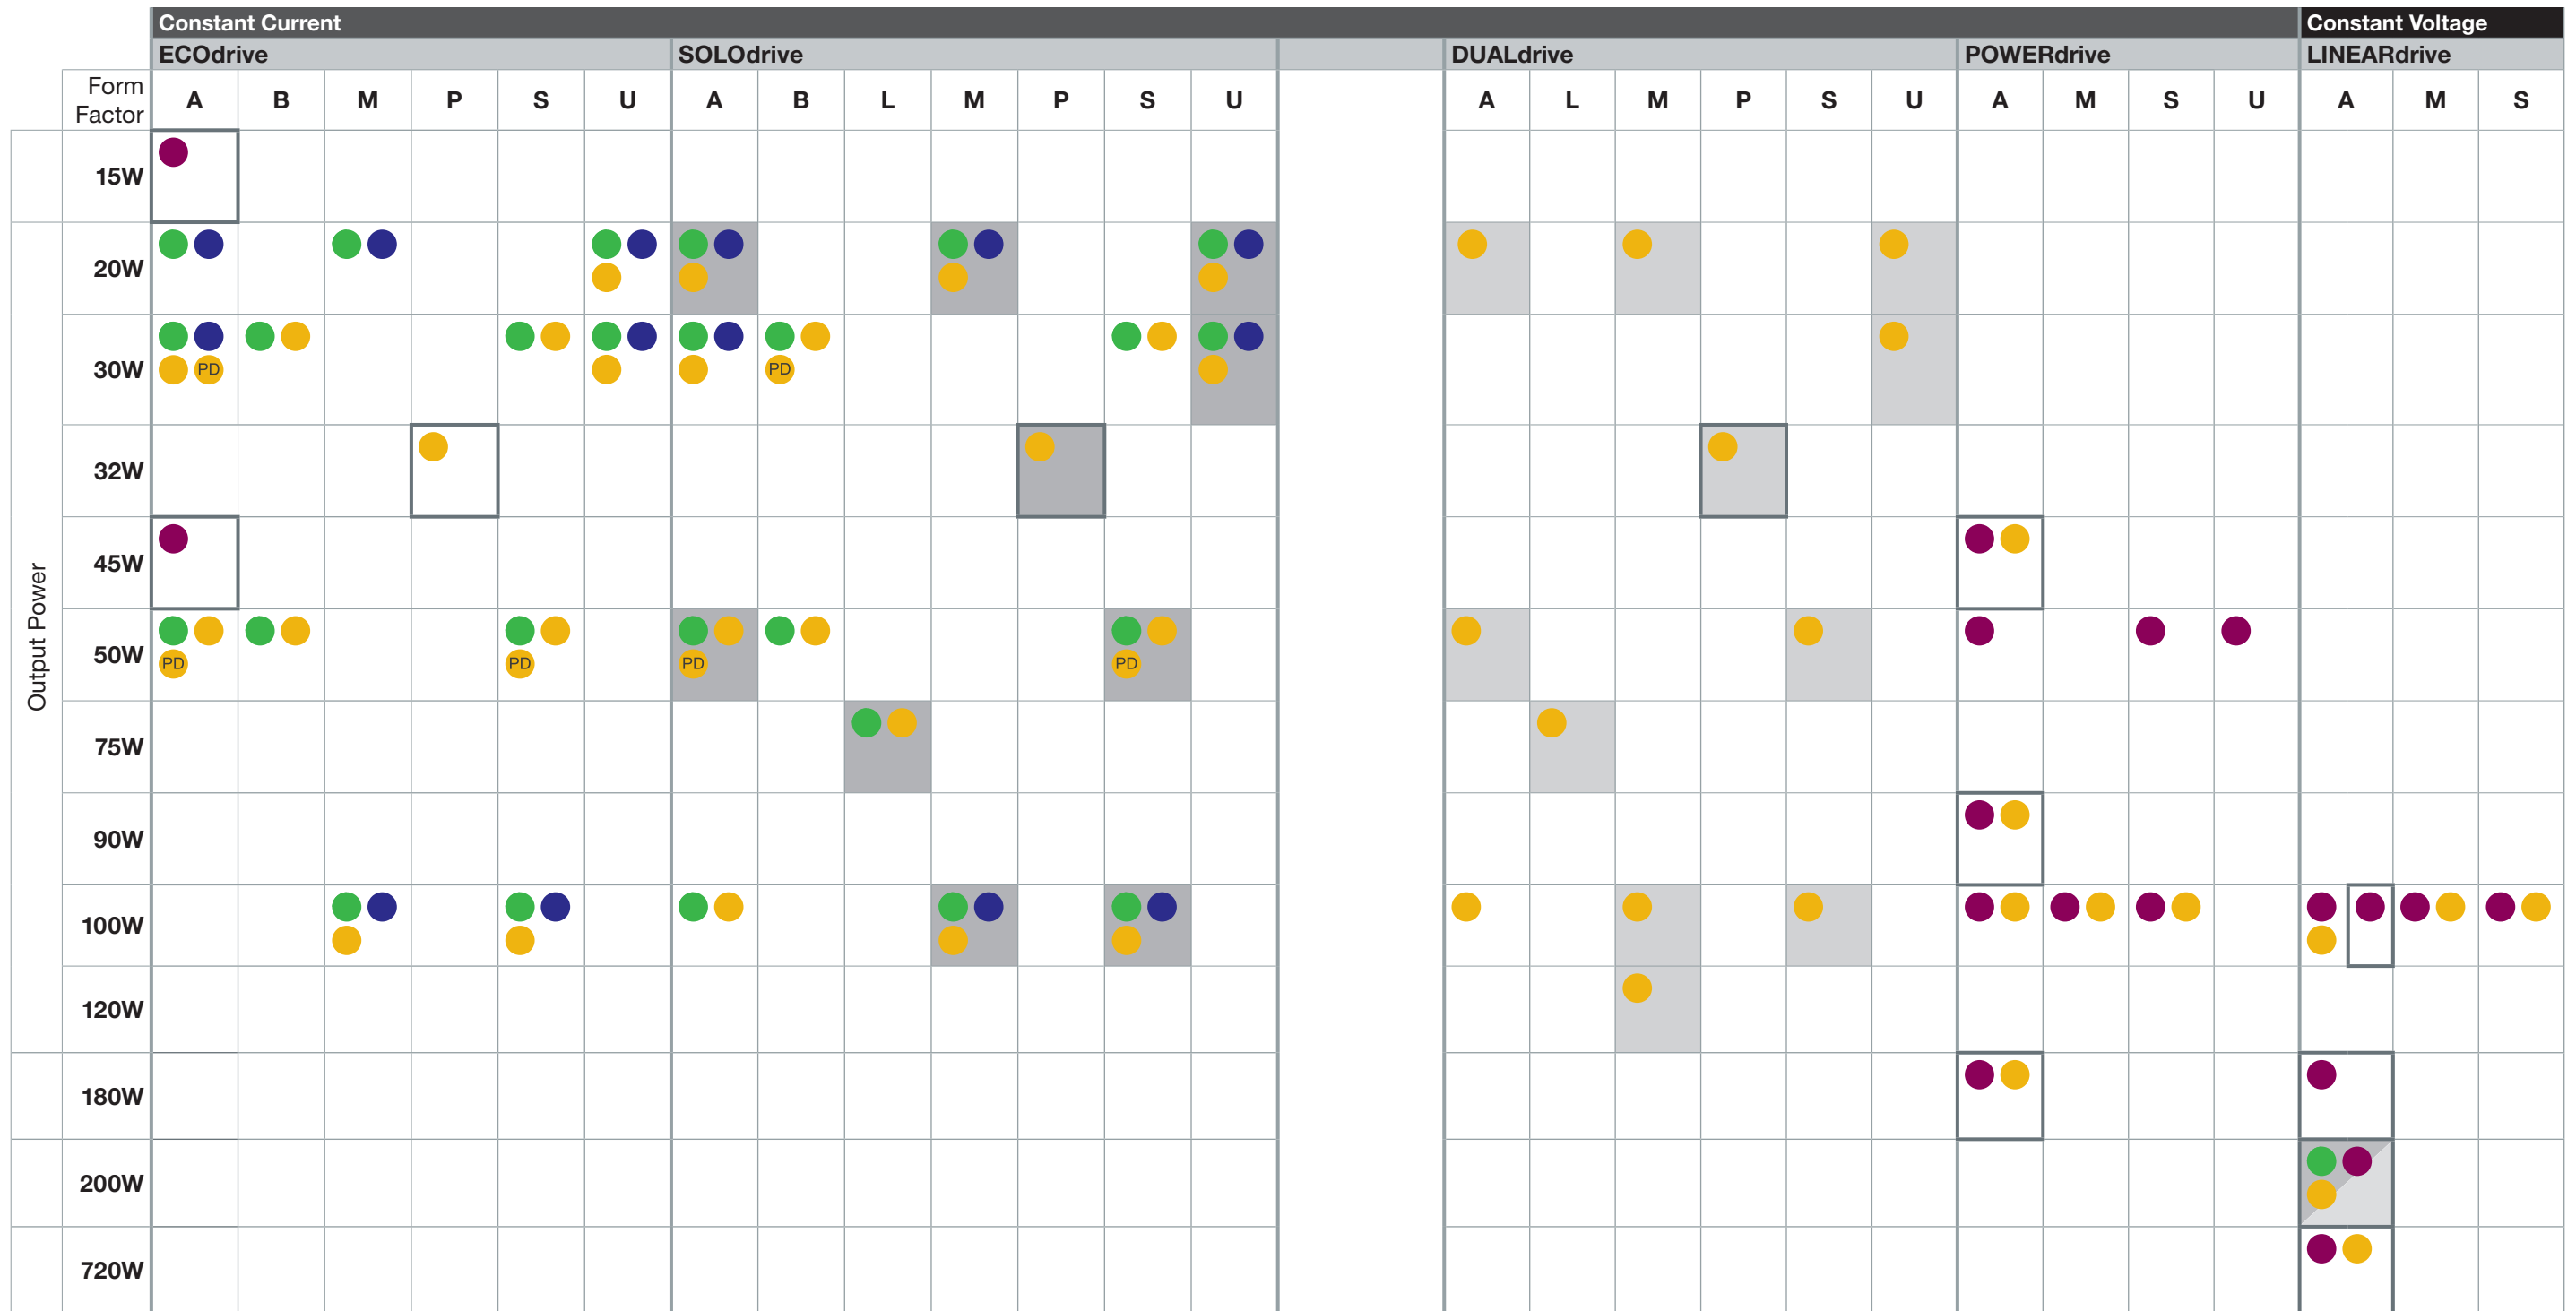 Constant Current Constant Voltage
ECOdrive SOLOdrive DUALdrive POWERdrive LINEARdrive
Form
Factor
A B M P S U A B L M P S U A L M P S U A M S U A M S
15W
20W
30W
PD PD
32W
45W
Output Power
50W
PD PD PD PD
75W
90W
100W
120W
180W
200W
720W